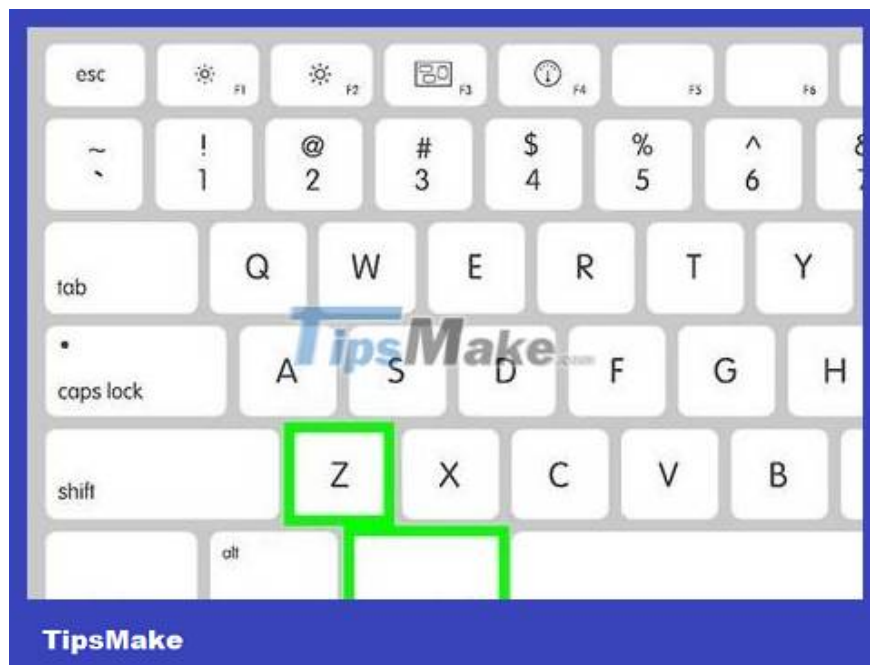 esc F1 F2 F3 F4 F5 F6
~ ! @ # $ % ^
` 1 2 3 4 5 6
tab Q W E R T Y
TipsMake.com
caps lock A S D F G H
shift Z X C V B
alt
TipsMake